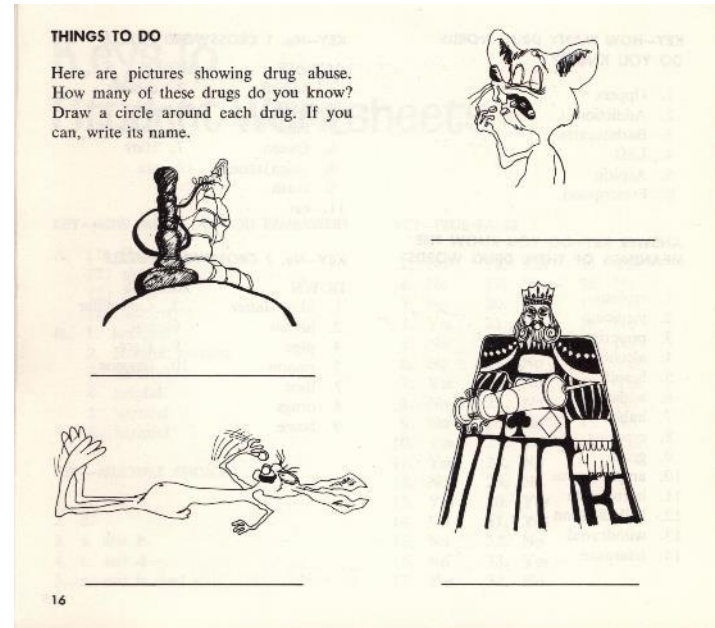 THINGS TO DO
Here are pictures showing drug abuse.
How many of these drugs do you know?
Draw a circle around each drug. If you
can, write its name.
16